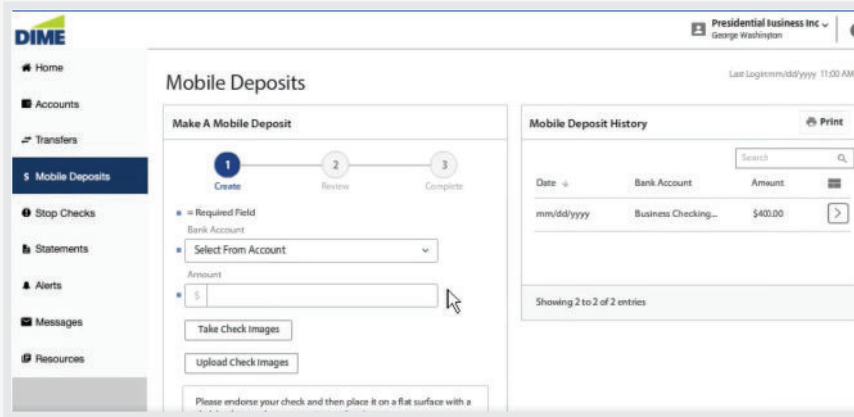 DIME
Presidential Iusiness Inc
George Washington
Home
Accounts
Transfers
$ Mobile Deposits
Stop Checks
Statements
Alerts
Messages
Resources
Mobile Deposits
Last Login:mm/dd/yyyy 11:00 AM
Make A Mobile Deposit
1
2
3
Create
Review
Complete
= Required Field
Bank Account
Select From Account
Amount
$
Take Check Images
Upload Check Images
Please endorse your check and then place it on a flat surface with a
Mobile Deposit History
Print
Search
Date
Bank Account
Amount
mm/dd/yyyy
Business Checking...
$400.00
Showing 2 to 2 of 2 entries